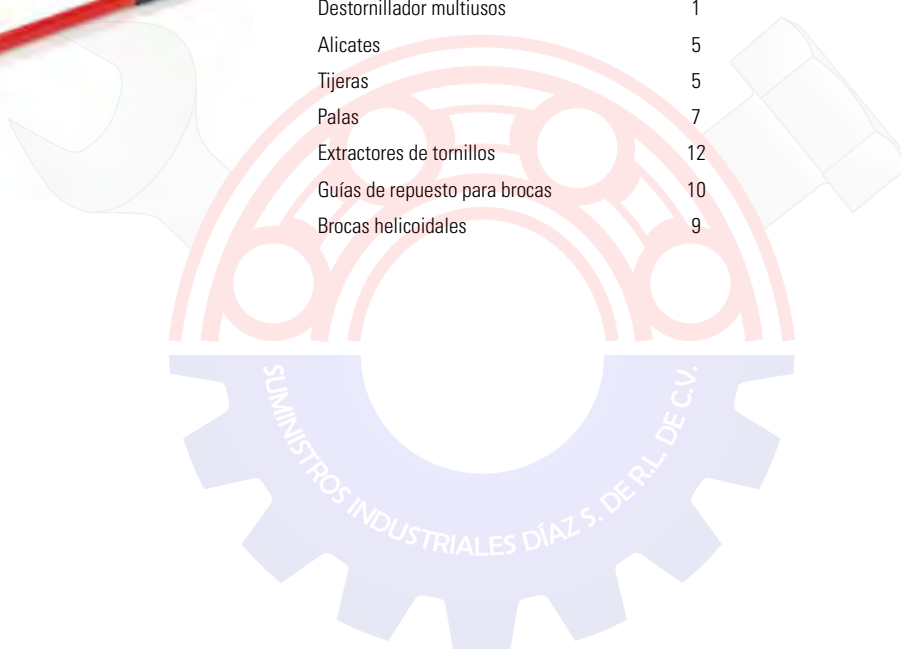 Destornillador multiusos 1
Alicates 5
Tijeras 5
Palas 7
Extractores de tornillos 12
Guías de repuesto para brocas 10
Brocas helicoidales 9
SUMINISTROS INDUSTRIALES DÍAZ S. DE R.L. DE C.V.